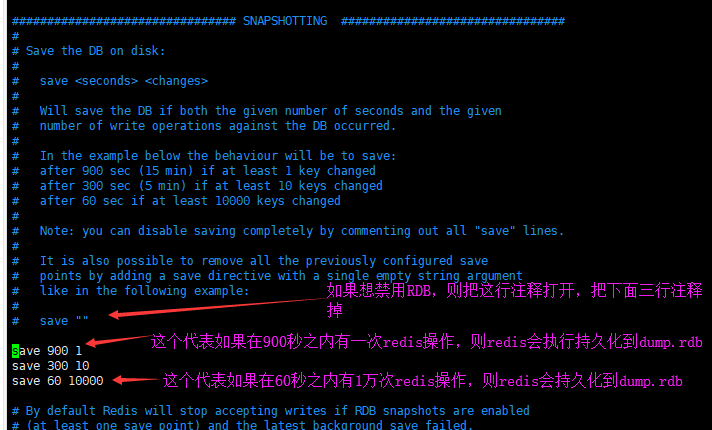 ############################### SNAPSHOTTING ################################
#
# Save the DB on disk:
#
# save <seconds> <changes>
#
# Will save the DB if both the given number of seconds and the given
# number of write operations against the DB occurred.
#
# In the example below the behaviour will be to save:
# after 900 sec (15 min) if at least 1 key changed
# after 300 sec (5 min) if at least 10 keys changed
# after 60 sec if at least 10000 keys changed
#
# Note: you can disable saving completely by commenting out all "save" lines.
#
# It is also possible to remove all the previously configured save
# points by adding a save directive with a single empty string argument
# like in the following example:
如果想禁用RDB，则把这行注释打开，把下面三行注释
掉
#
# save ""
这个代表如果在900秒之内有一次redis操作，则redis会执行持久化到dump.rdb
save 900 1
save 300 10
save 60 10000
这个代表如果在60秒之内有1万次redis操作，则redis会持久化到dump.rdb
# By default Redis will stop accepting writes if RDB snapshots are enabled
# (at least one save point) and the latest background save failed.